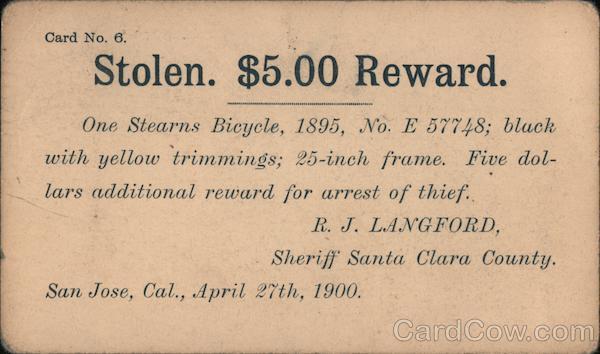 Card No. 6.
Stolen. $5.00 Reward.
One Stearns Bicycle, 1895, No. E 57748; black
with yellow trimmings; 25-inch frame. Five dol-
lars additional reward for arrest of thief.
R. J. LANGFORD,
Sheriff Santa Clara County.
San Jose, Cal., April 27th, 1900.
CardCow.com